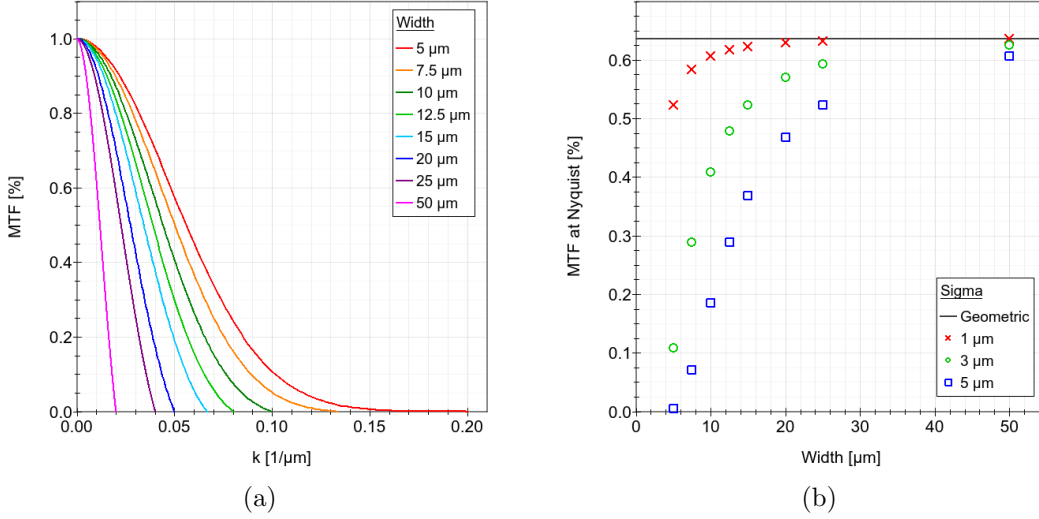 MTF [%]
1.0
0.8
0.6
0.4
0.2
0.0
0.00
0.05
0.10
0.15
0.20
k [1/µm]
Width
5 µm
7.5 µm
10 µm
12.5 µm
15 µm
20 µm
25 µm
50 µm
(a)
MTF at Nyquist [%]
0.6
0.5
0.4
0.3
0.2
0.1
0.0
0
10
20
30
40
50
Width [µm]
Sigma
Geometric
1 µm
3 µm
5 µm
(b)